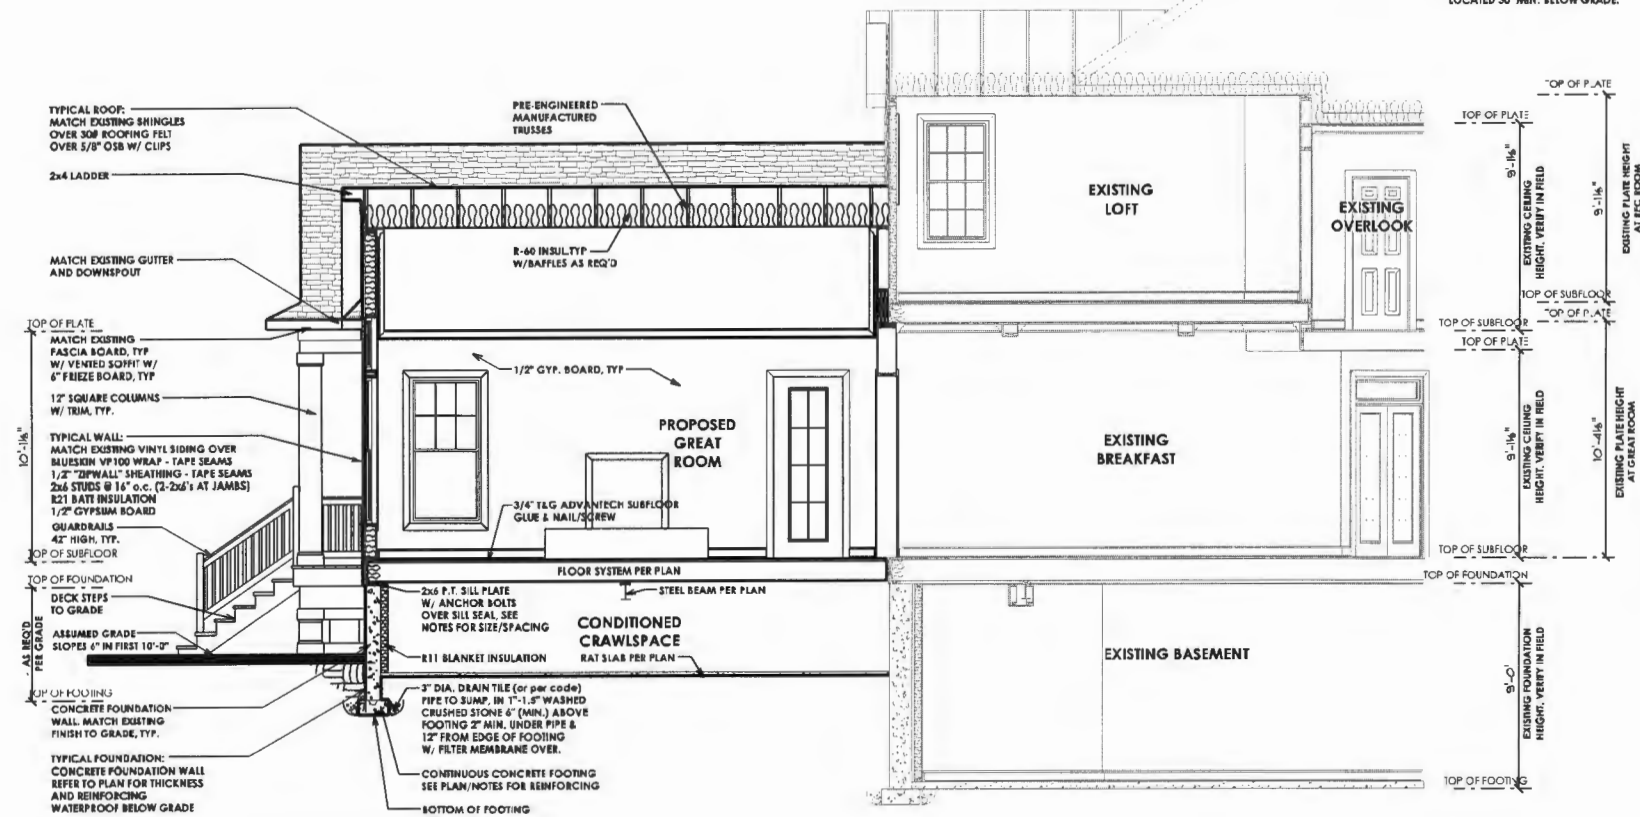 LOCATED 30" MIN. BELOW GRADE.
TYPICAL ROOF:
MATCH EXISTING SHINGLES
OVER 30# ROOFING FELT
OVER 5/8" OSB W/ CLIPS
2x4 LADDER
MATCH EXISTING GUTTER
AND DOWNSPOUT
TOP OF PLATE
MATCH EXISTING
FASCIA BOARD, TYP
W/ VENTED SOFFIT W/
6" FRIEZE BOARD, TYP
12" SQUARE COLUMNS
W/ TRIM, TYP.
TYPICAL WALL:
MATCH EXISTING VINYL SIDING OVER
BLUESKIN VP100 WRAP - TAPE SEAMS
1/2" "ZIPWALL" SHEATHING - TAPE SEAMS
2x6 STUDS @ 16" o.c. (2-2x6's AT JAMBS)
R21 BATT INSULATION
1/2" GYPSUM BOARD
GUARDRAILS
42" HIGH, TYP.
TOP OF SUBFLOOR
TOP OF FOUNDATION
DECK STEPS
TO GRADE
ASSUMED GRADE
SLOPES 6" IN FIRST 10'-0"
TOP OF FOOTING
CONCRETE FOUNDATION
WALL. MATCH EXISTING
FINISH TO GRADE, TYP.
TYPICAL FOUNDATION:
CONCRETE FOUNDATION WALL
REFER TO PLAN FOR THICKNESS
AND REINFORCING
WATERPROOF BELOW GRADE
10'-1⅛"
AS REQ'D
PER GRADE
PRE-ENGINEERED
MANUFACTURED
TRUSSES
R-60 INSUL.TYP
W/BAFFLES AS REQ'D
1/2" GYP. BOARD, TYP
PROPOSED
GREAT
ROOM
3/4" T&G ADVANTECH SUBFLOOR
GLUE & NAIL/SCREW
FLOOR SYSTEM PER PLAN
2x6 P.T. SILL PLATE
W/ ANCHOR BOLTS
OVER SILL SEAL, SEE
NOTES FOR SIZE/SPACING
STEEL BEAM PER PLAN
CONDITIONED
CRAWLSPACE
R11 BLANKET INSULATION
RAT SLAB PER PLAN
3" DIA. DRAIN TILE (or per code)
PIPE TO SUMP, IN 1"-1.5" WASHED
CRUSHED STONE 6" (MIN.) ABOVE
FOOTING 2" MIN. UNDER PIPE &
12" FROM EDGE OF FOOTING
W/ FILTER MEMBRANE OVER.
CONTINUOUS CONCRETE FOOTING
SEE PLAN/NOTES FOR REINFORCING
BOTTOM OF FOOTING
EXISTING
LOFT
EXISTING
OVERLOOK
EXISTING
BREAKFAST
EXISTING BASEMENT
TOP OF PLATE
TOP OF PLATE
9'-1⅛"
EXISTING CEILING
HEIGHT, VERIFY IN FIELD
9'-1⅛"
EXISTING PLATE HEIGHT
AT REC. ROOM
TOP OF SUBFLOOR
TOP OF PLATE
TOP OF SUBFLOOR
TOP OF PLATE
9'-1⅛"
EXISTING CEILING
HEIGHT, VERIFY IN FIELD
10'-4⅛"
EXISTING PLATE HEIGHT
AT GREAT ROOM
TOP OF SUBFLOOR
TOP OF FOUNDATION
9'-0"
EXISTING FOUNDATION
HEIGHT, VERIFY IN FIELD
TOP OF FOOTING